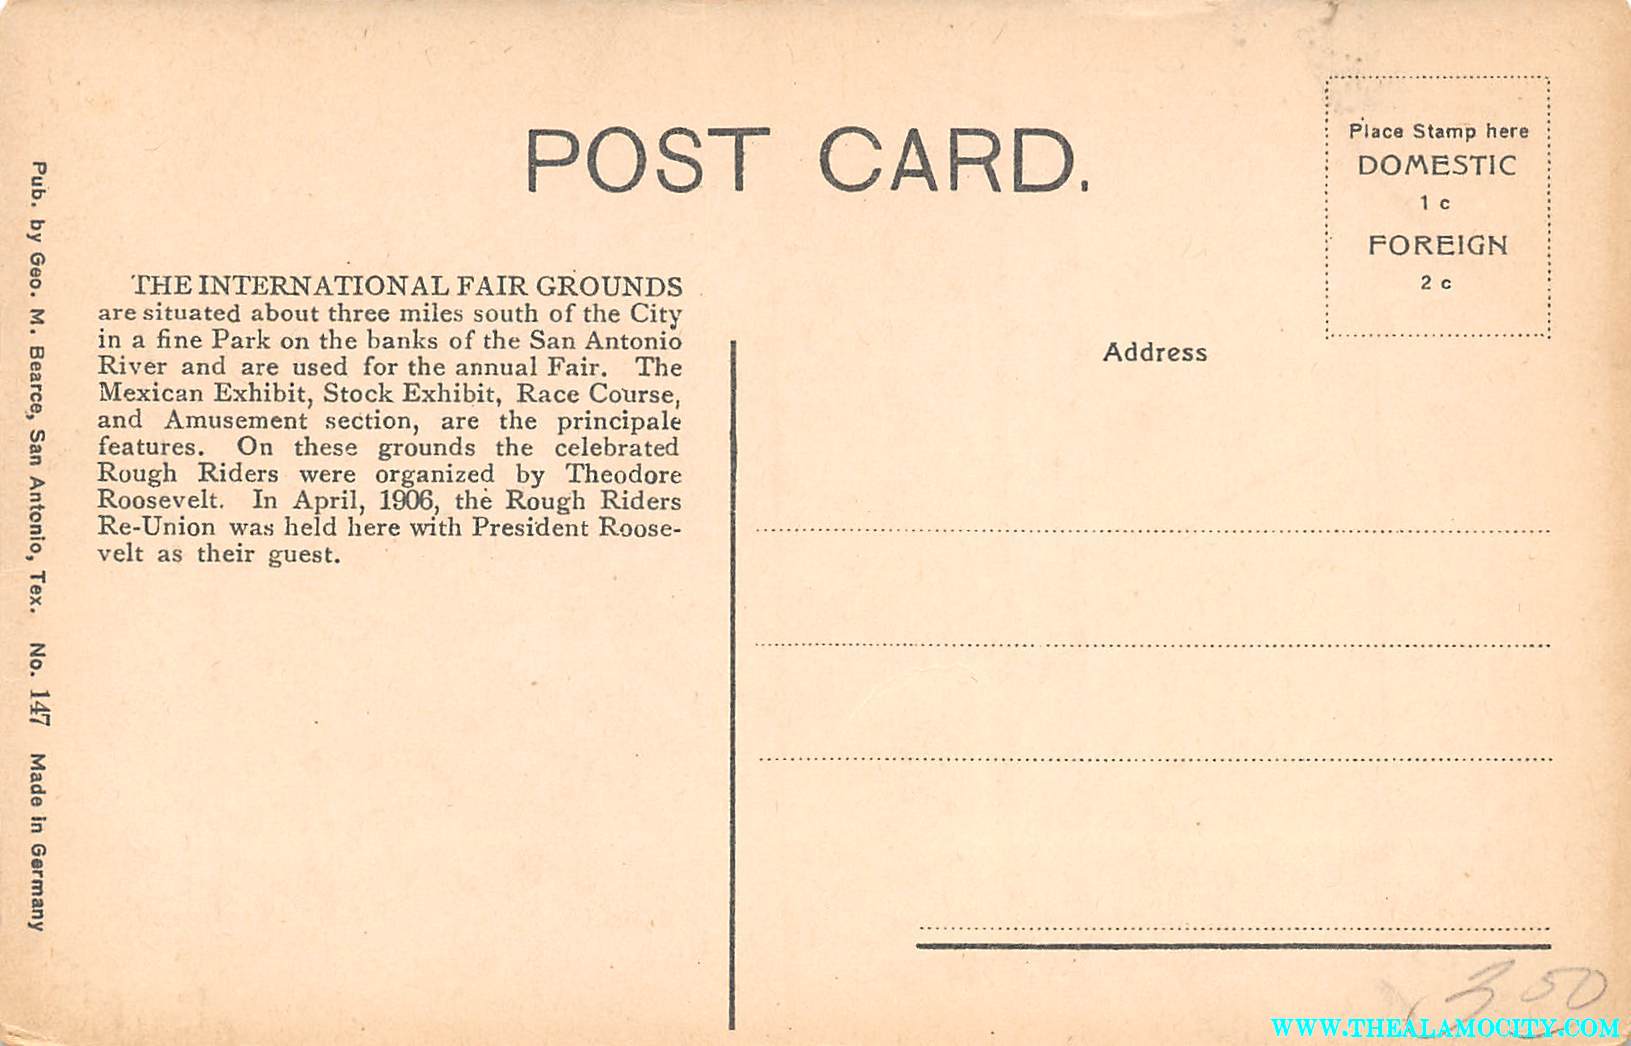 POST CARD.
Place Stamp here
DOMESTIC
1 c
FOREIGN
2 c
Pub. by Geo. M. Bearce, San Antonio, Tex. No. 147 Made in Germany
THE INTERNATIONAL FAIR GROUNDS
are situated about three miles south of the City
in a fine Park on the banks of the San Antonio
River and are used for the annual Fair. The
Mexican Exhibit, Stock Exhibit, Race Course,
and Amusement section, are the principale
features. On these grounds the celebrated
Rough Riders were organized by Theodore
Roosevelt. In April, 1906, the Rough Riders
Re-Union was held here with President Roose-
velt as their guest.
Address
3 50
WWW.THEALAMOCITY.COM